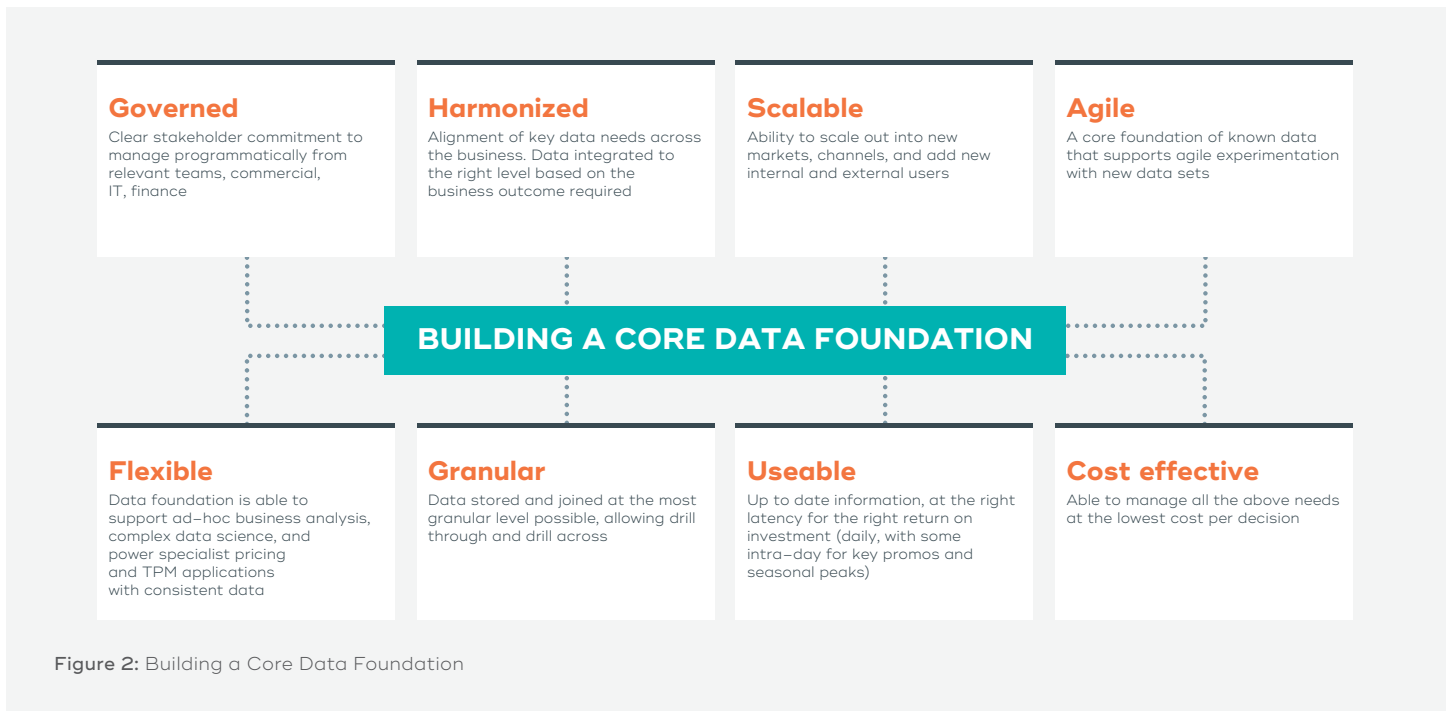 Governed
Clear stakeholder commitment to
manage programmatically from
relevant teams, commercial,
IT, finance
Harmonized
Alignment of key data needs across
the business. Data integrated to
the right level based on the
business outcome required
Scalable
Ability to scale out into new
markets, channels, and add new
internal and external users
Agile
A core foundation of known data
that supports agile experimentation
with new data sets
BUILDING A CORE DATA FOUNDATION
Flexible
Data foundation is able to
support ad–hoc business analysis,
complex data science, and
power specialist pricing
and TPM applications
with consistent data
Granular
Data stored and joined at the most
granular level possible, allowing drill
through and drill across
Useable
Up to date information, at the right
latency for the right return on
investment (daily, with some
intra–day for key promos and
seasonal peaks)
Cost effective
Able to manage all the above needs
at the lowest cost per decision
Figure 2: Building a Core Data Foundation